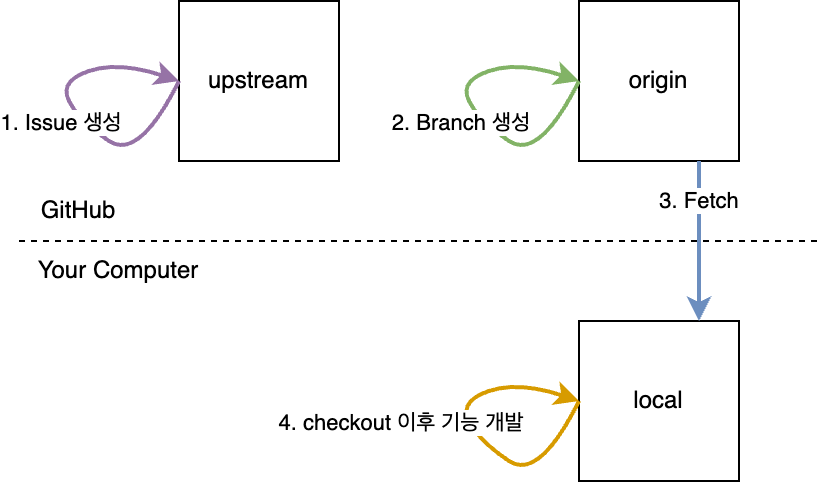 upstream
origin
1. Issue 생성
2. Branch 생성
3. Fetch
GitHub
Your Computer
local
4. checkout 이후 기능 개발